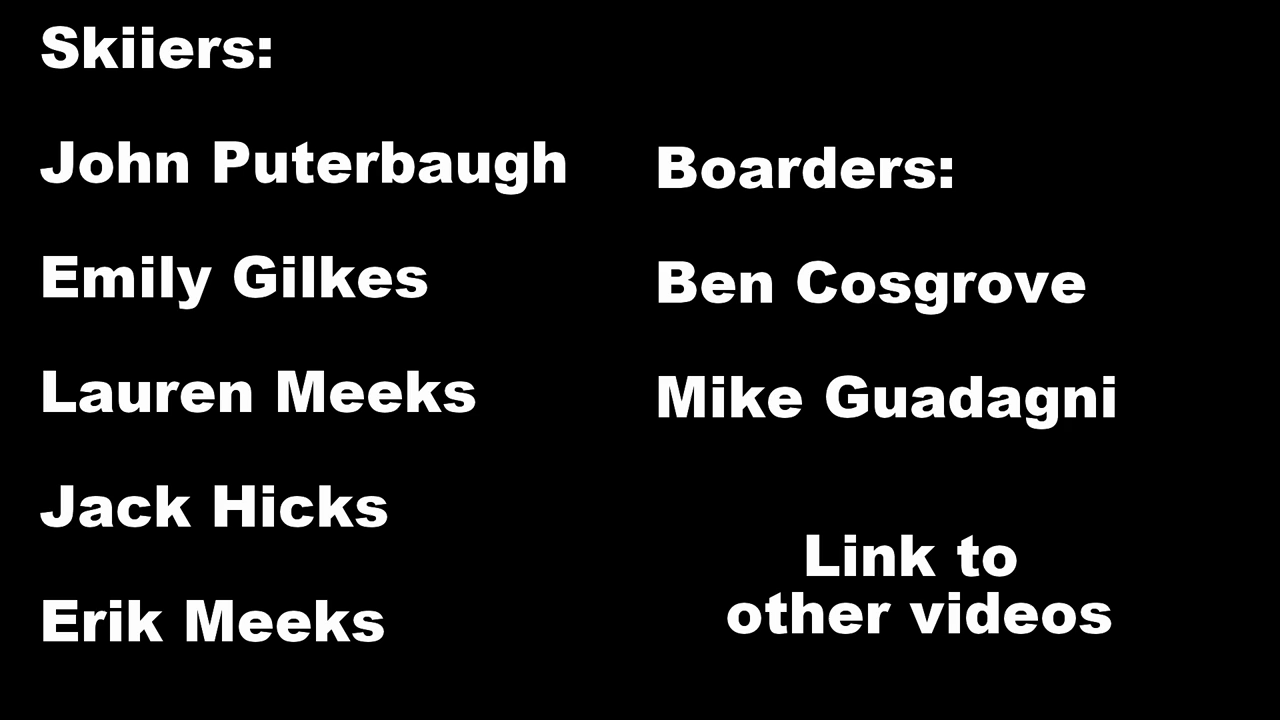 Skiiers:
John Puterbaugh
Emily Gilkes
Lauren Meeks
Jack Hicks
Erik Meeks
Boarders:
Ben Cosgrove
Mike Guadagni
Link to
other videos